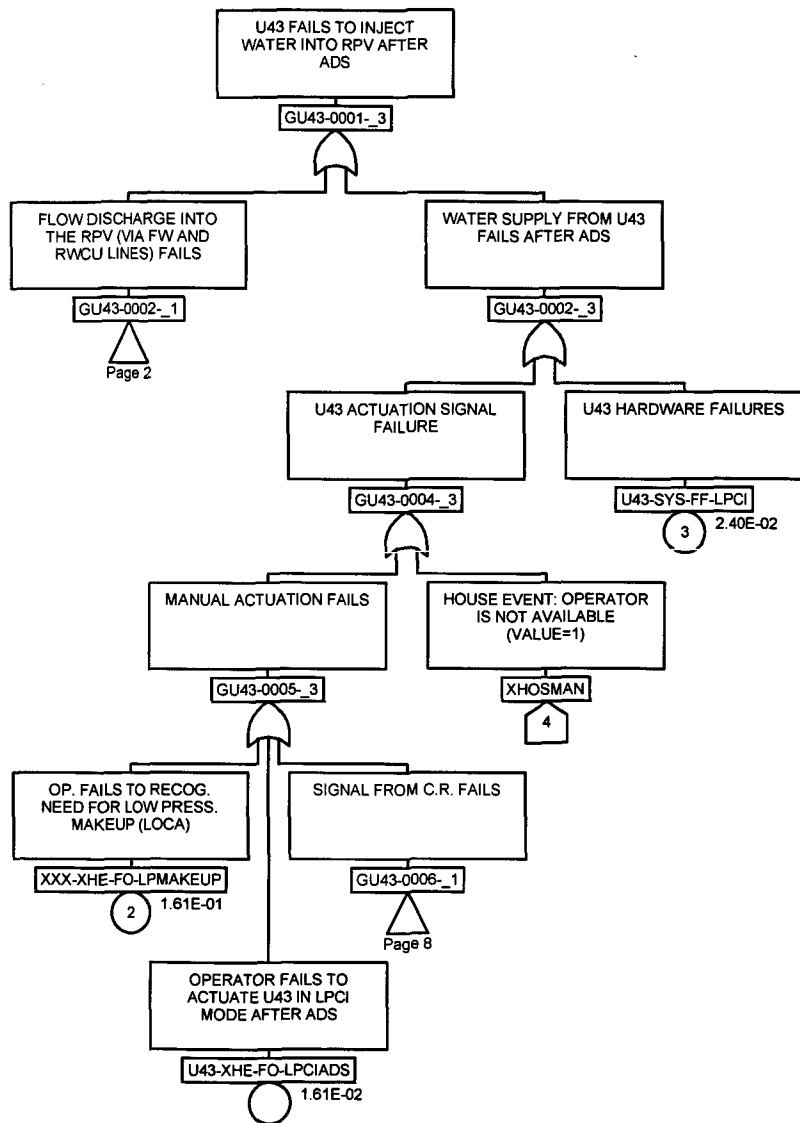 U43 FAILS TO INJECT
WATER INTO RPV AFTER
ADS
GU43-0001-_3
FLOW DISCHARGE INTO
THE RPV (VIA FW AND
RWCU LINES) FAILS
GU43-0002-_1
Page 2
WATER SUPPLY FROM U43
FAILS AFTER ADS
GU43-0002-_3
U43 ACTUATION SIGNAL
FAILURE
GU43-0004-_3
U43 HARDWARE FAILURES
U43-SYS-FF-LPCI
3
2.40E-02
MANUAL ACTUATION FAILS
GU43-0005-_3
HOUSE EVENT: OPERATOR
IS NOT AVAILABLE
(VALUE=1)
XHOSMAN
4
OP. FAILS TO RECOG.
NEED FOR LOW PRESS.
MAKEUP (LOCA)
XXX-XHE-FO-LPMAKEUP
2
1.61E-01
SIGNAL FROM C.R. FAILS
GU43-0006-_1
Page 8
OPERATOR FAILS TO
ACTUATE U43 IN LPCI
MODE AFTER ADS
U43-XHE-FO-LPCIADS
1.61E-02